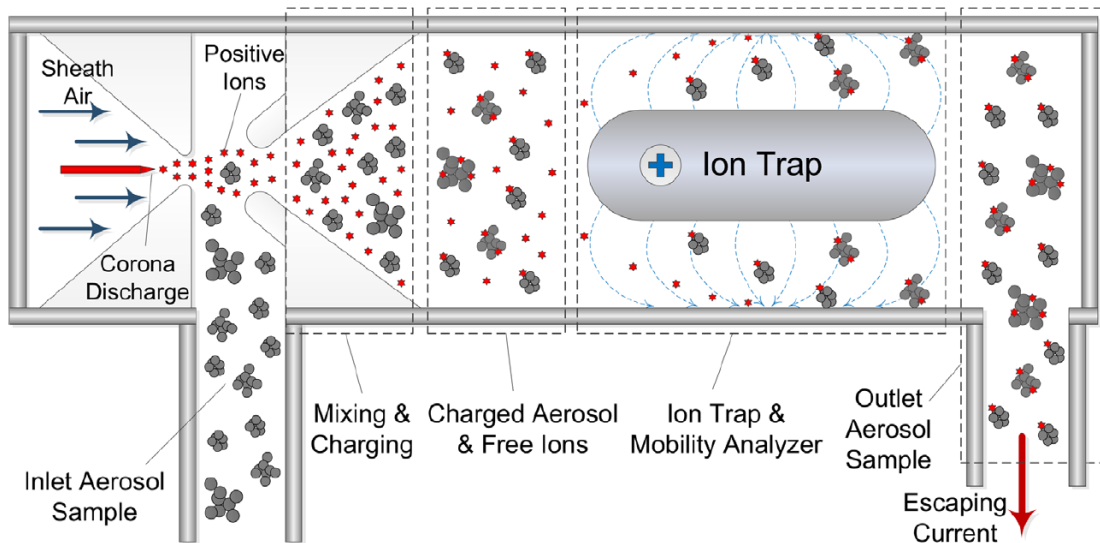 Sheath
Air
Positive
Ions
Corona
Discharge
Ion Trap
Inlet Aerosol
Sample
Mixing &
Charging
Charged Aerosol
& Free Ions
Ion Trap &
Mobility Analyzer
Outlet
Aerosol
Sample
Escaping
Current